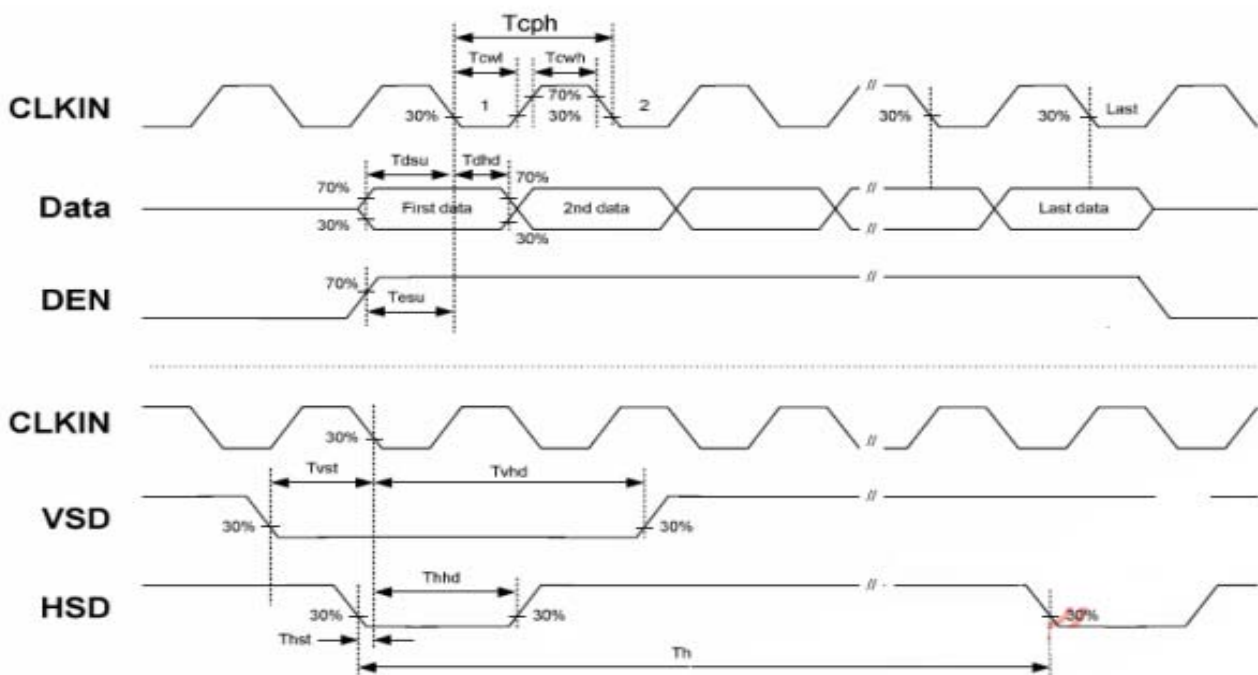 Tcph
Tcwl Tcwh
CLKIN 30% 1 70% 30% 2 // 30% 30% Last
Tdsu Tdhd
70% 70%
Data First data 2nd data // // Last data
30% 30%
DEN 70% Tesu //
CLKIN 30% //
Tvst Tvhd
VSD 30% 30% //
Thhd
HSD 30% 30% // 30%
Thst
Th